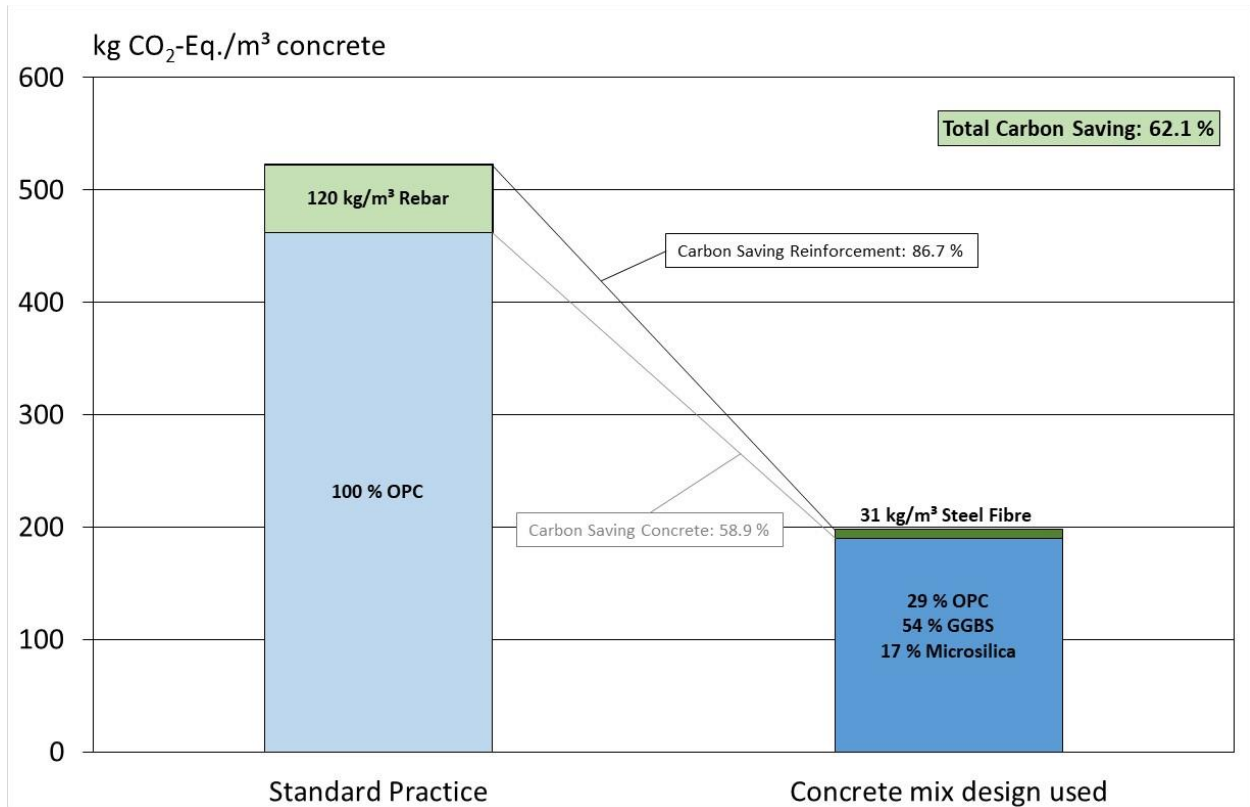 kg CO₂-Eq./m³ concrete
600
Total Carbon Saving: 62.1 %
500
120 kg/m³ Rebar
Carbon Saving Reinforcement: 86.7 %
400
300
100 % OPC
Carbon Saving Concrete: 58.9 %
200
31 kg/m³ Steel Fibre
29 % OPC
54 % GGBS
17 % Microsilica
100
0
Standard Practice
Concrete mix design used